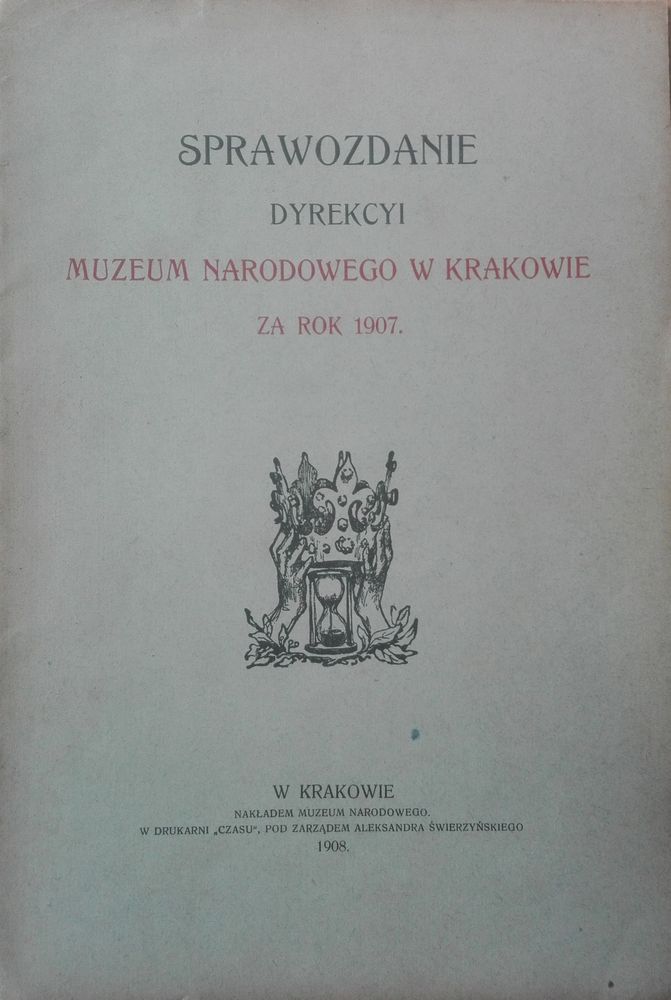 SPRAWOZDANIE
DYREKCYI
MUZEUM NARODOWEGO W KRAKOWIE
ZA ROK 1907.
W KRAKOWIE
NAKŁADEM MUZEUM NARODOWEGO.
W DRUKARNI „CZASU", POD ZARZĄDEM ALEKSANDRA ŚWIERZYŃSKIEGO
1908.